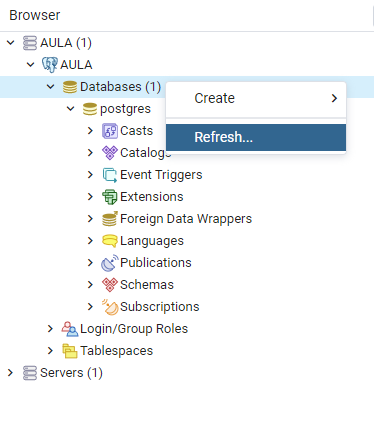 Browser
AULA (1)
AULA
Databases (1)
Create
postgres
Casts
Refresh...
Catalogs
Event Triggers
Extensions
Foreign Data Wrappers
Languages
Publications
Schemas
Subscriptions
Login/Group Roles
Tablespaces
Servers (1)